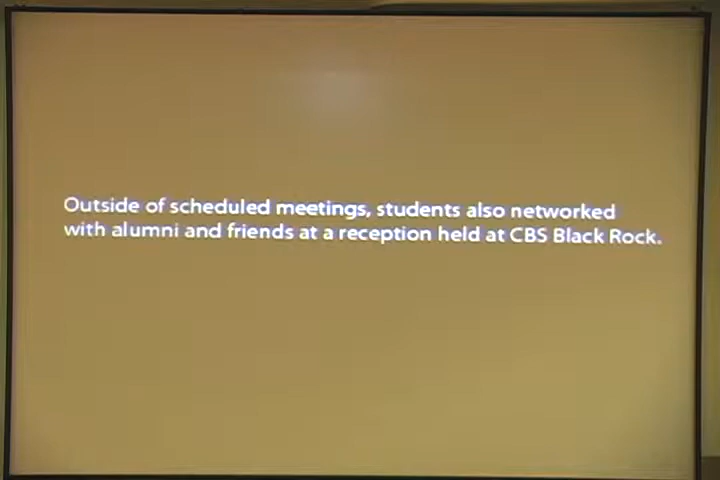 Outside of scheduled meetings, students also networked
with alumni and friends at a reception held at CBS Black Rock.